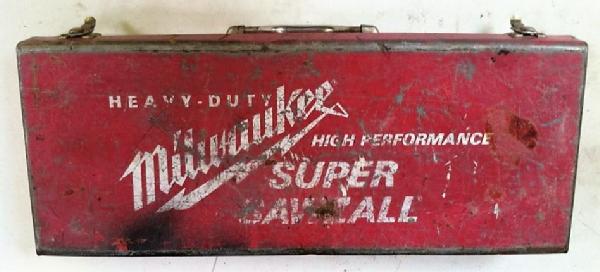 HEAVY-DUTY
Milwaukee
HIGH PERFORMANCE
SUPER
SAWZALL